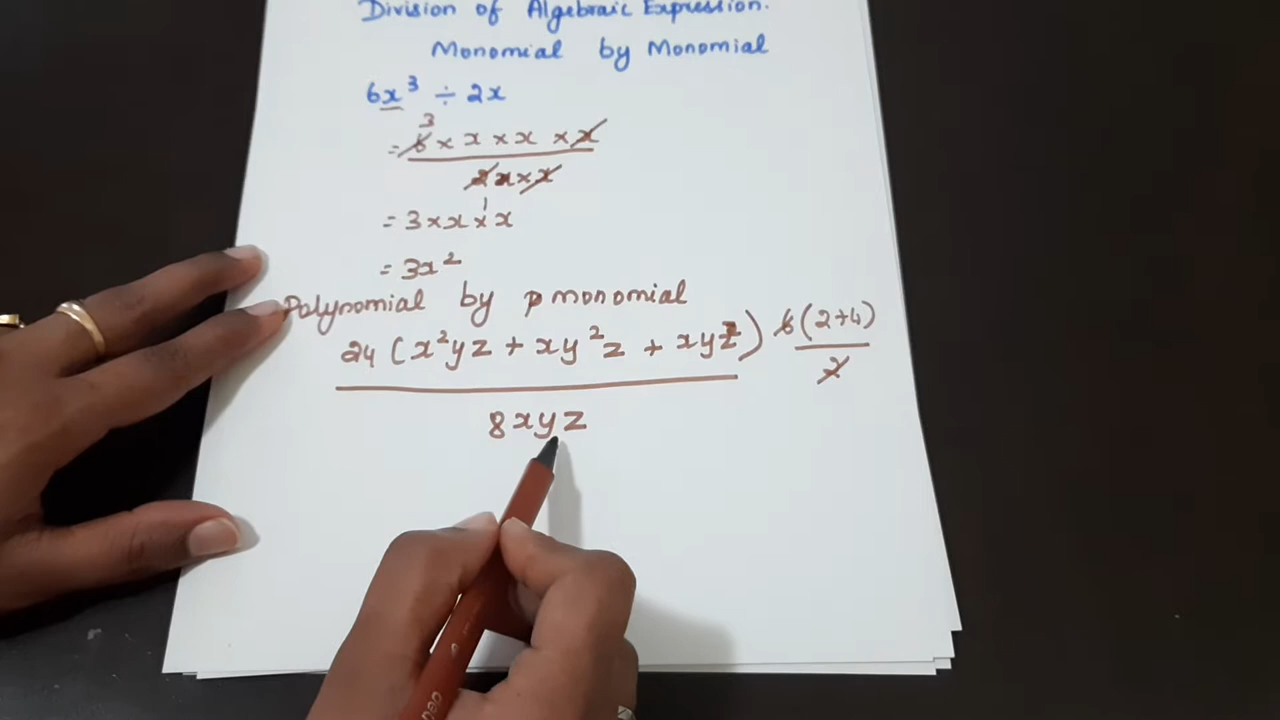 Division of Algebraic Expression.
Monomial by Monomial
6x³ ÷ 2x
3
= 6 × x × x × x
2 x × x
1
= 3 × x × x
= 3x²
Polynomial by p monomial
24 (x²yz + xy²z + xyz²) 6(2+4)
8xyz 2